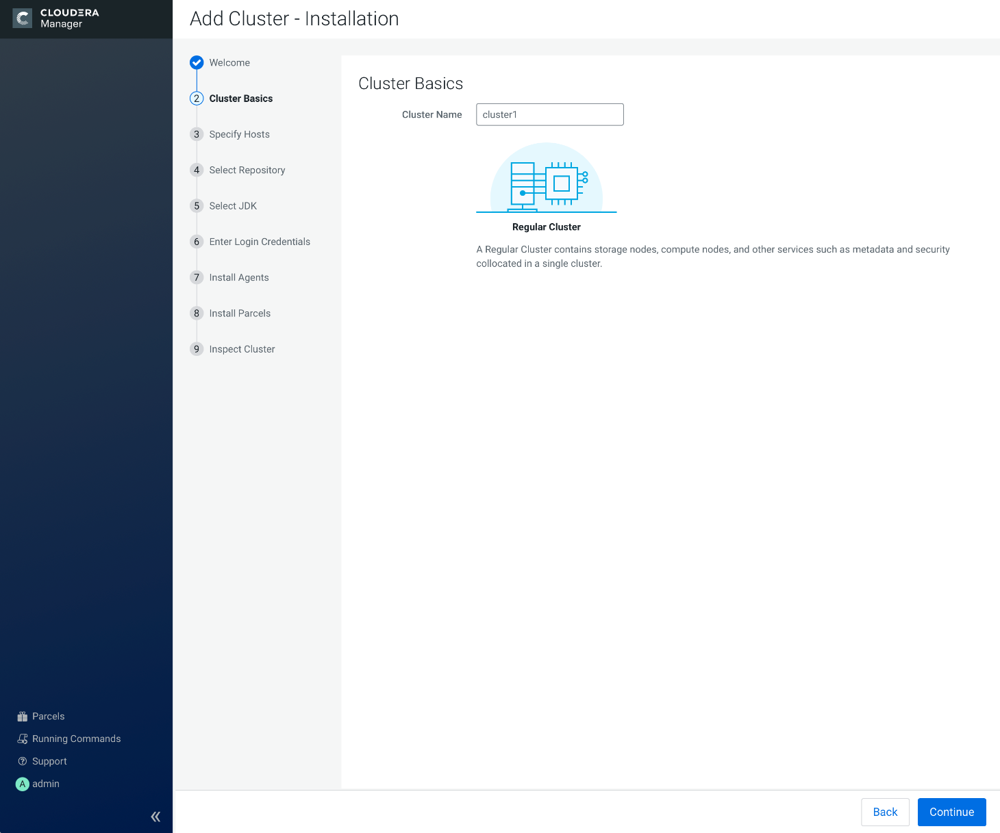 CLOUDERA
Manager
Add Cluster - Installation
Welcome
2 Cluster Basics
3 Specify Hosts
4 Select Repository
5 Select JDK
6 Enter Login Credentials
7 Install Agents
8 Install Parcels
9 Inspect Cluster
Cluster Basics
Cluster Name cluster1
Regular Cluster
A Regular Cluster contains storage nodes, compute nodes, and other services such as metadata and security
collocated in a single cluster.
Parcels
Running Commands
Support
A admin
Back Continue